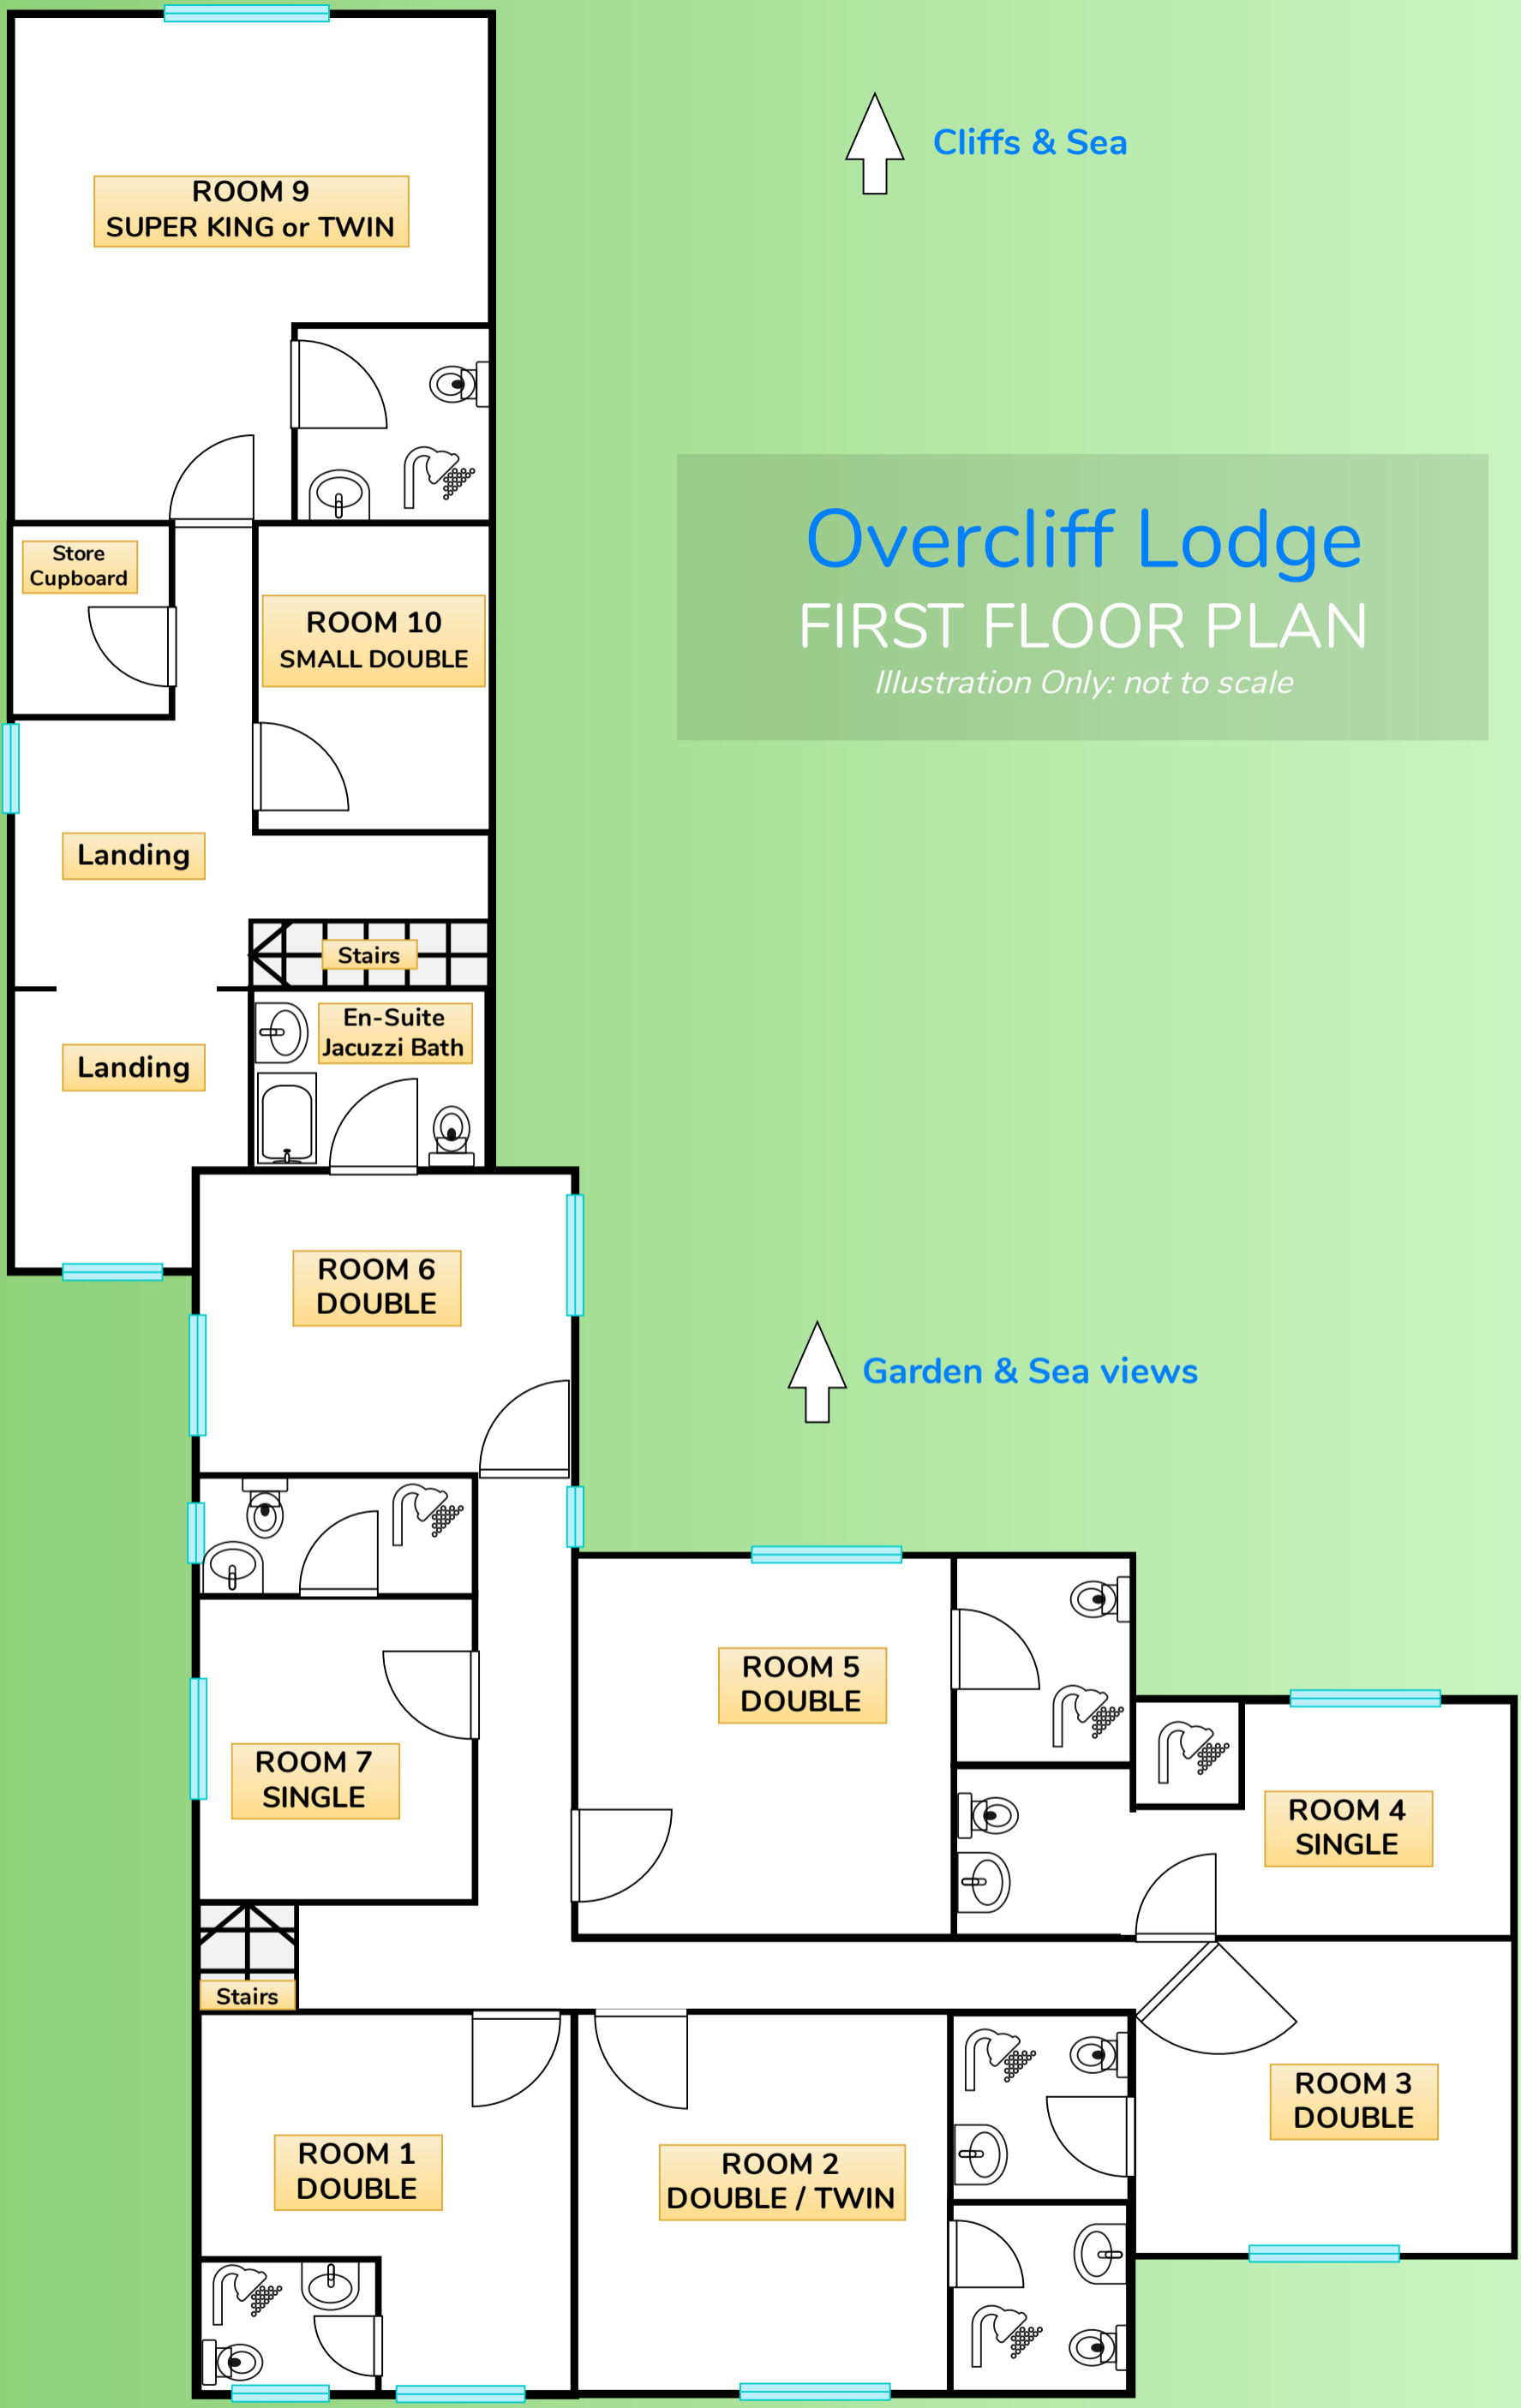 Cliffs & Sea
ROOM 9
SUPER KING or TWIN
Overcliff Lodge
FIRST FLOOR PLAN
Illustration Only: not to scale
Store
Cupboard
ROOM 10
SMALL DOUBLE
Landing
Stairs
En-Suite
Jacuzzi Bath
Landing
ROOM 6
DOUBLE
Garden & Sea views
ROOM 5
DOUBLE
ROOM 7
SINGLE
ROOM 4
SINGLE
Stairs
ROOM 3
DOUBLE
ROOM 1
DOUBLE
ROOM 2
DOUBLE / TWIN